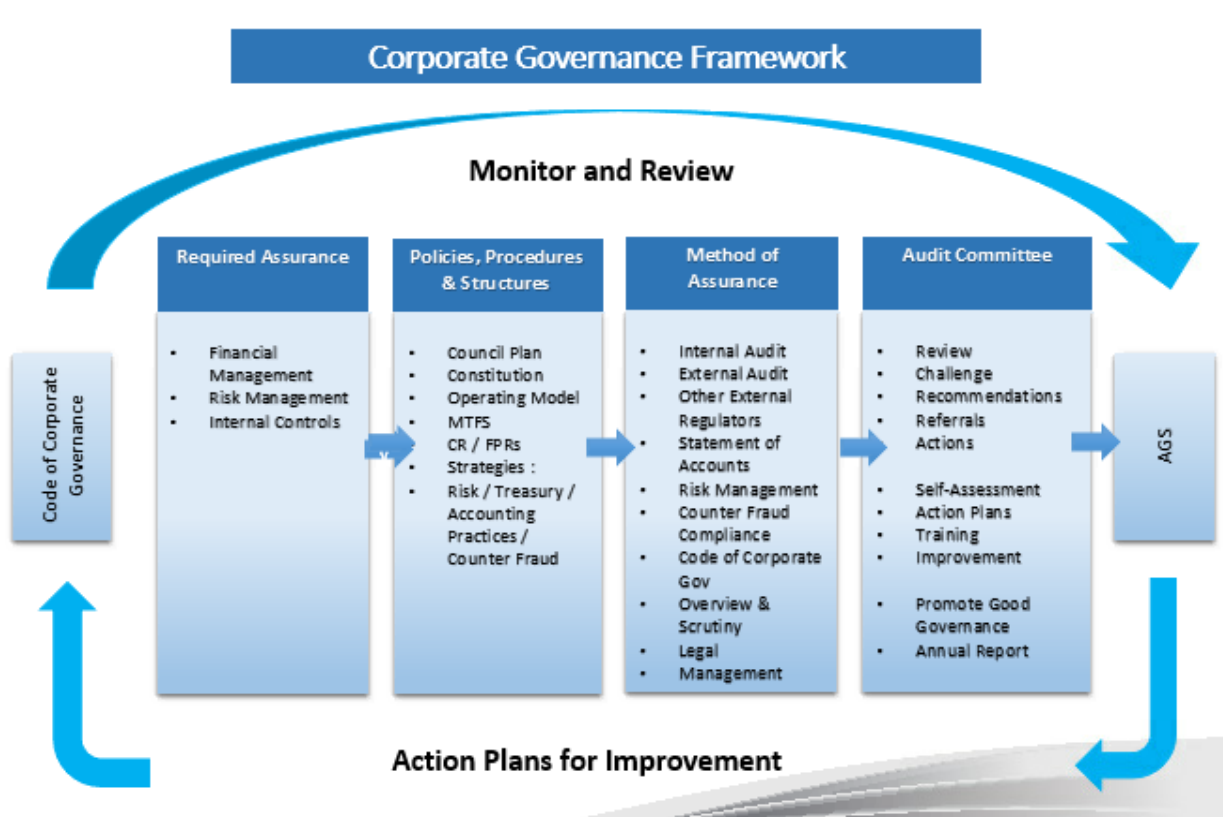 Corporate Governance Framework
Monitor and Review
Code of Corporate
Governance
Required Assurance
• Financial
Management
• Risk Management
• Internal Controls
v
Policies, Procedures
& Structures
• Council Plan
• Constitution
• Operating Model
• MTFS
• CR / FPRs
• Strategies :
• Risk / Treasury /
Accounting
Practices /
Counter Fraud
Method of
Assurance
• Internal Audit
• External Audit
• Other External
Regulators
• Statement of
Accounts
• Risk Management
• Counter Fraud
Compliance
• Code of Corporate
Gov
• Overview &
Scrutiny
• Legal
• Management
Audit Committee
• Review
• Challenge
• Recommendations
• Referrals
• Actions
• Self-Assessment
• Action Plans
• Training
• Improvement
• Promote Good
Governance
• Annual Report
AGS
Action Plans for Improvement